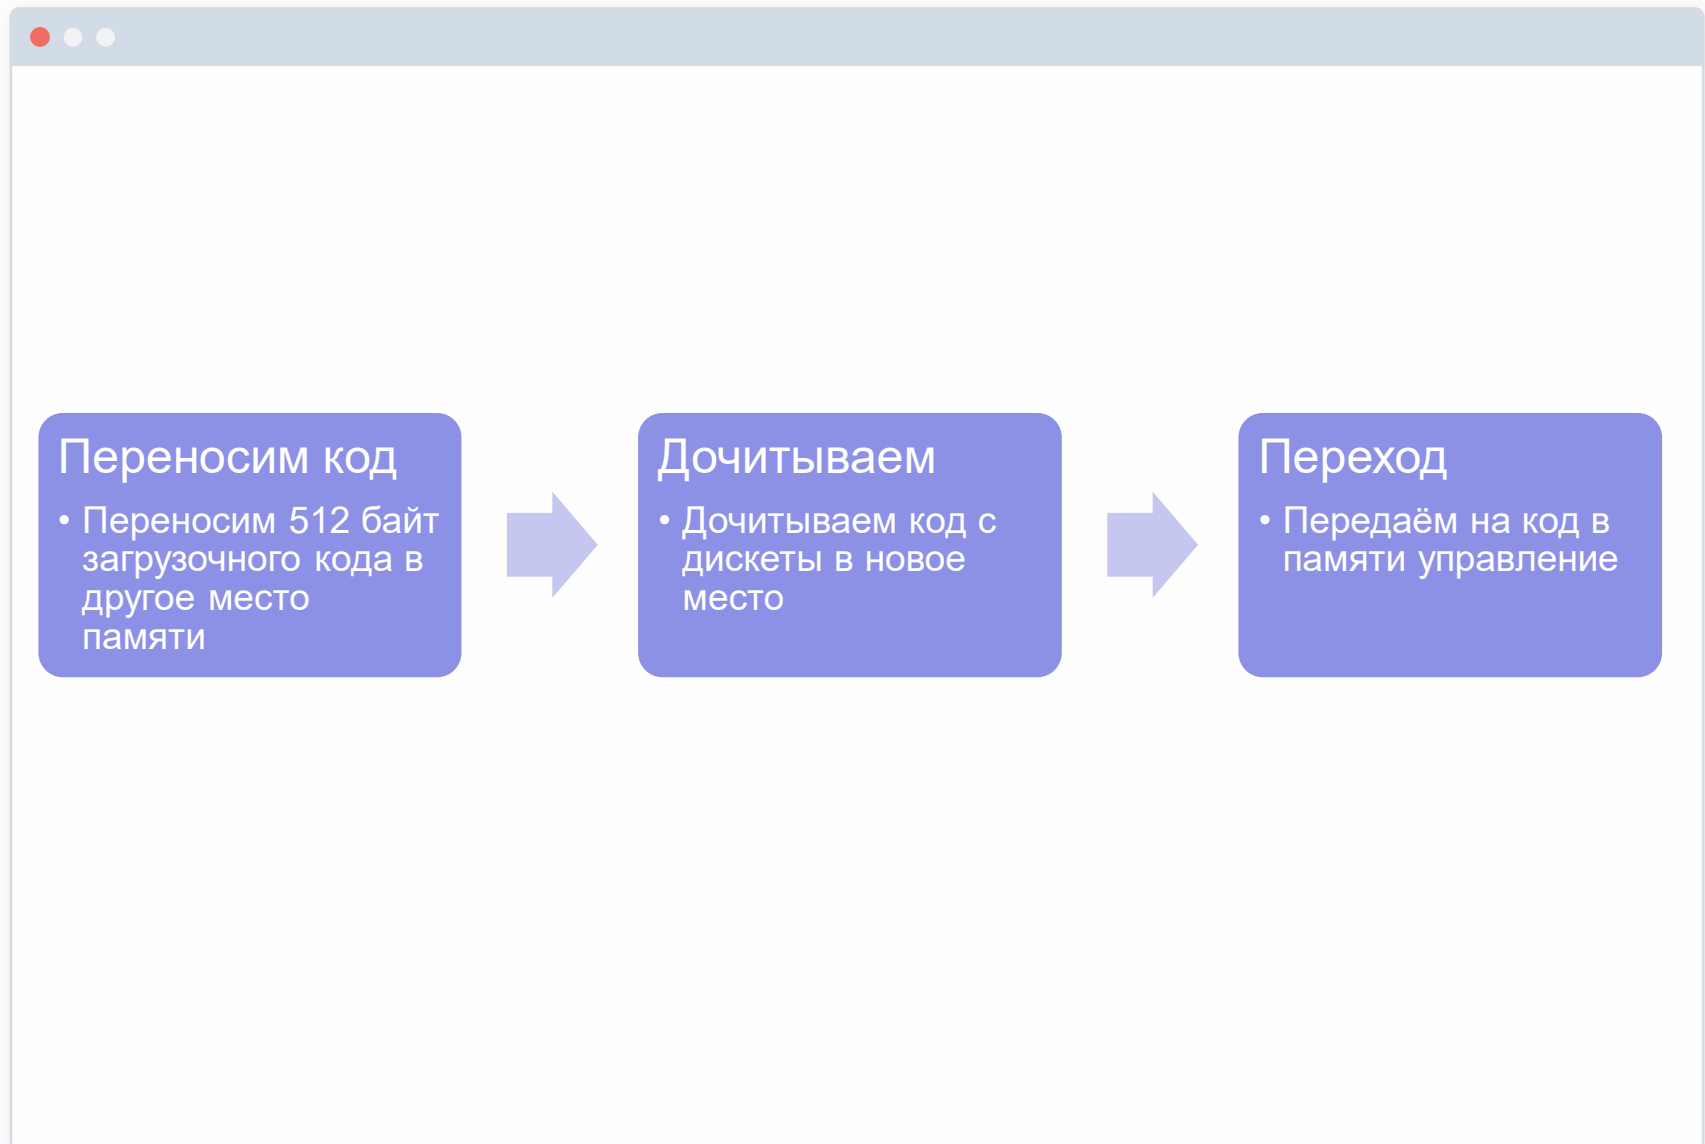 Переносим код
• Переносим 512 байт
загрузочного кода в
другое место
памяти
Дочитываем
• Дочитываем код с
дискеты в новое
место
Переход
• Передаём на код в
памяти управление